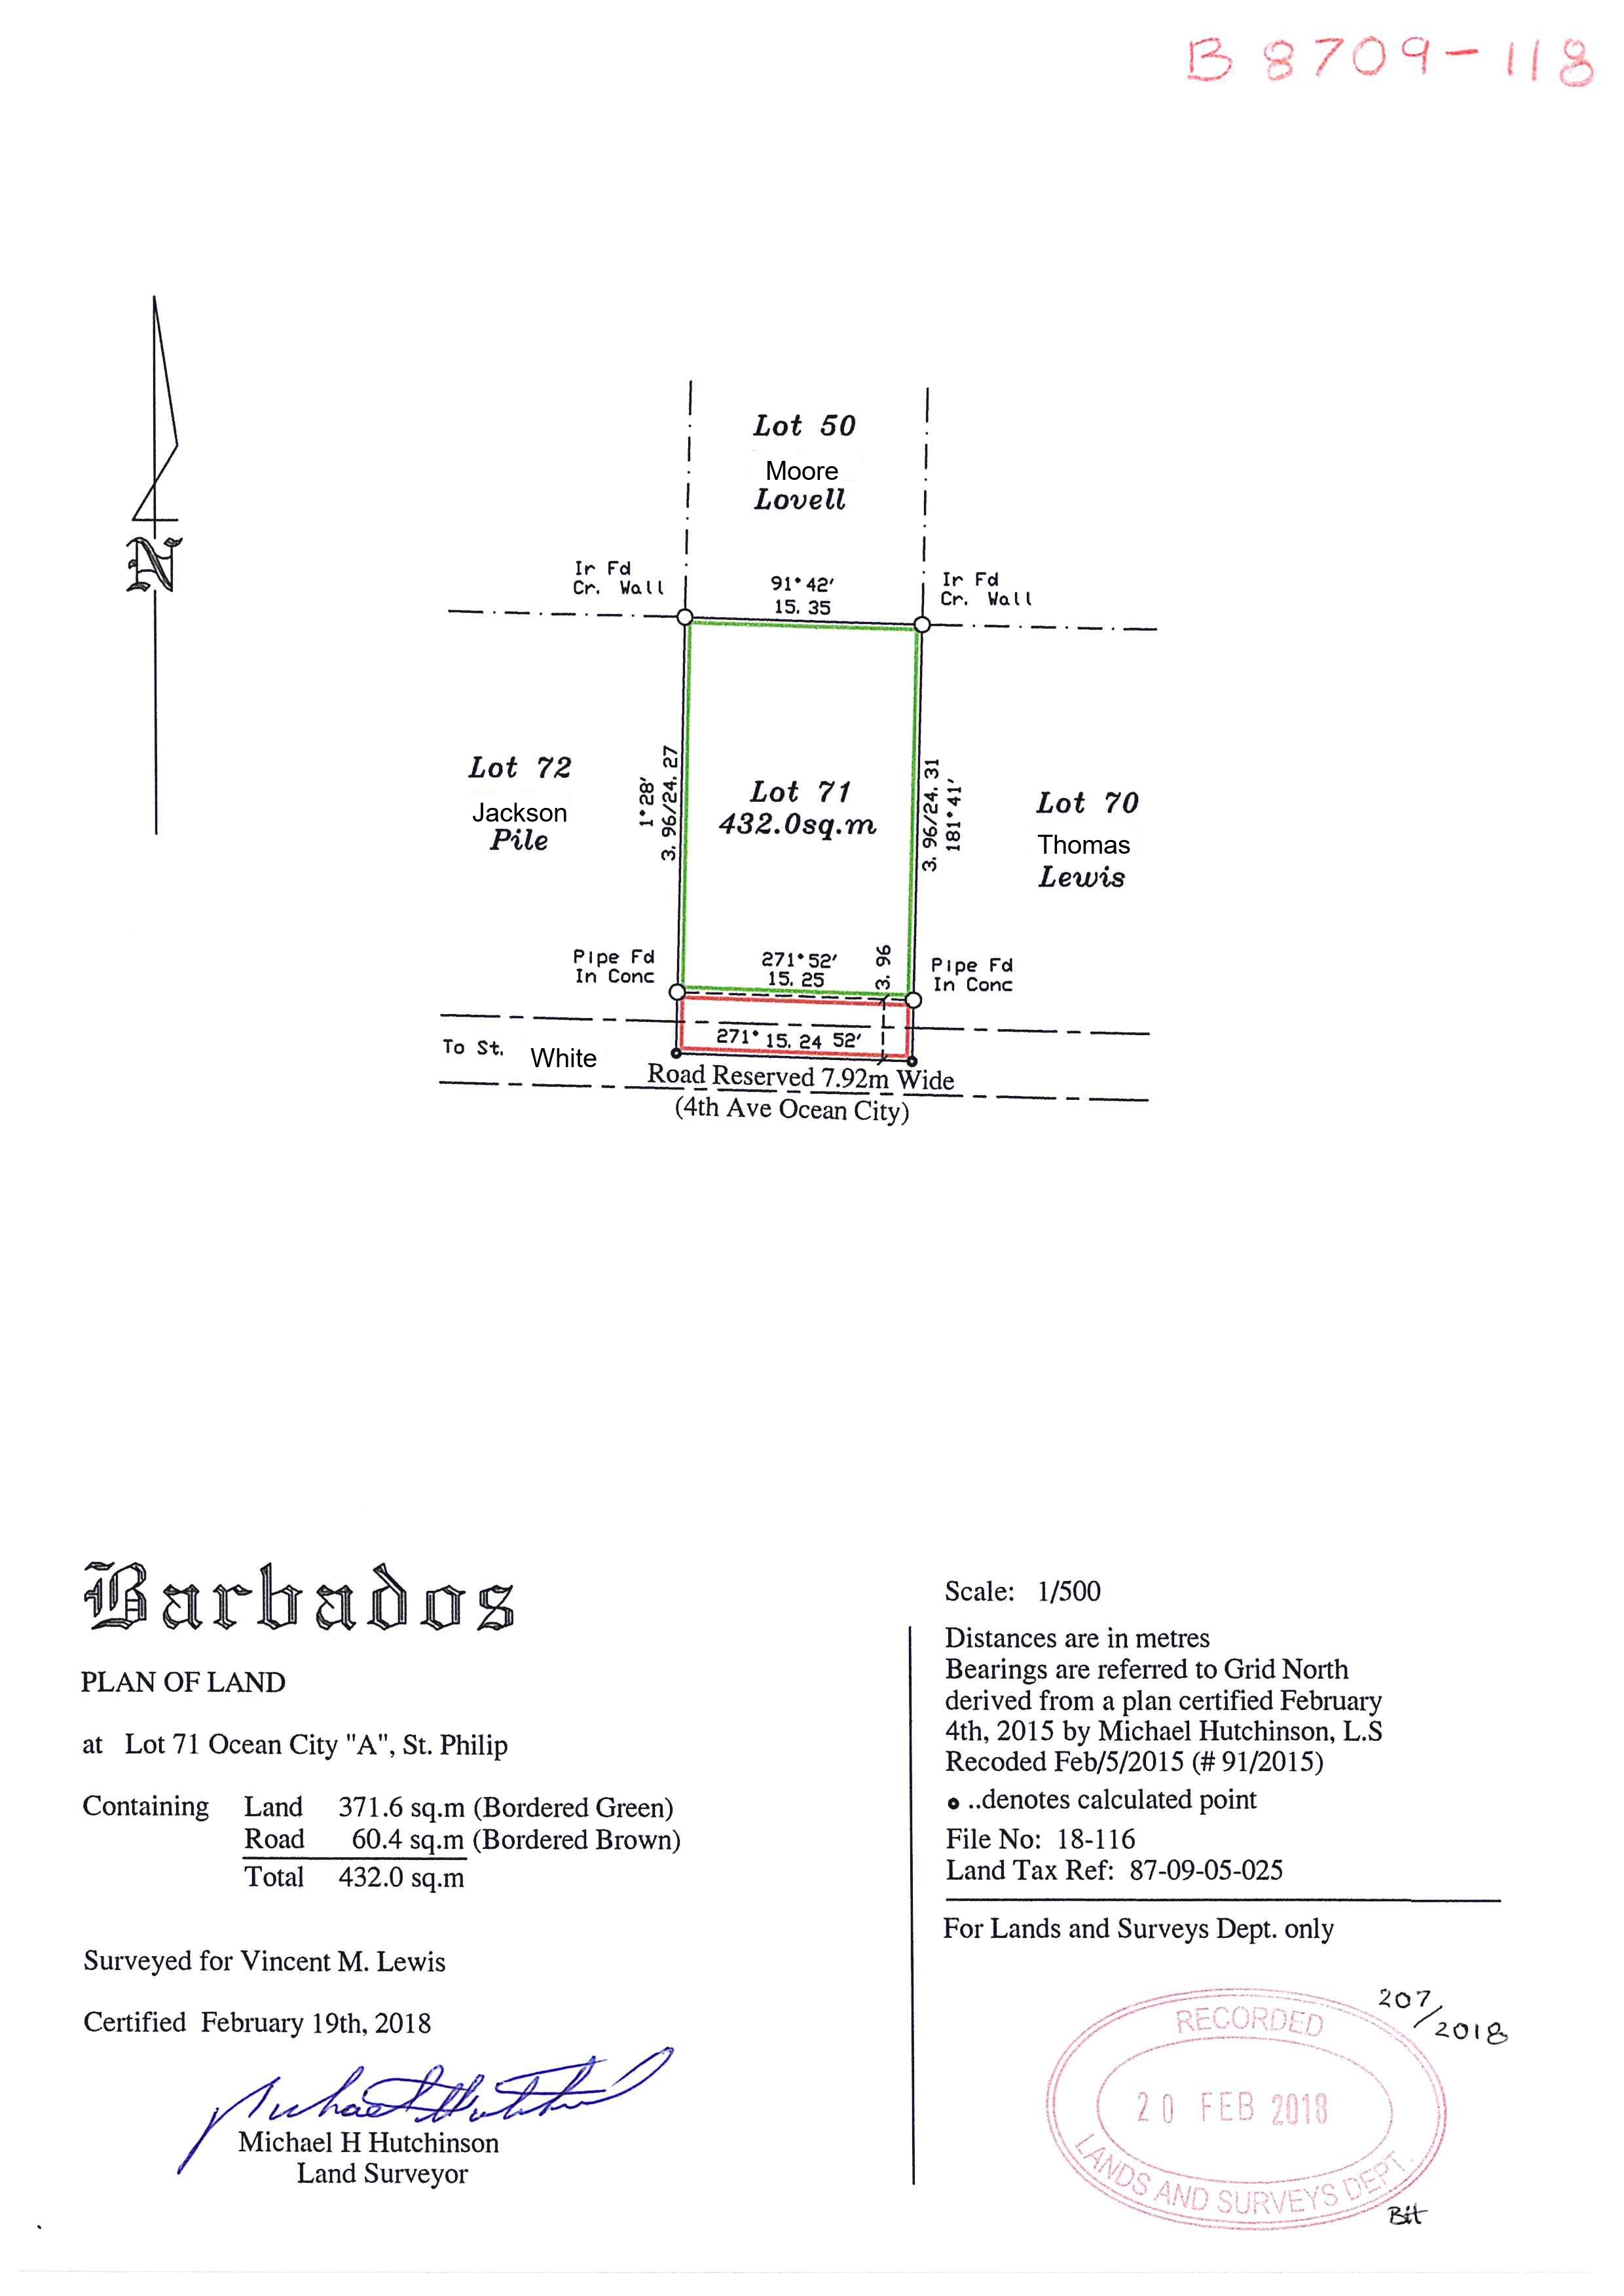 B 8709-118
Lot 50
Moore
Lovell
Ir Fd
Cr. Wall
91°42'
15.35
Ir Fd
Cr. Wall
N
Lot 72
Jackson
Pile
1°28'
3.96/24.27
Lot 71
432.0sq.m
3.96/24.31
181°41'
Lot 70
Thomas
Lewis
Pipe Fd
In Conc
271°52'
15.25
3.96
Pipe Fd
In Conc
To St.
White
271° 15.24 52'
Road Reserved 7.92m Wide
(4th Ave Ocean City)
Barbados
PLAN OF LAND
at Lot 71 Ocean City "A", St. Philip
Containing Land 371.6 sq.m (Bordered Green)
Road 60.4 sq.m (Bordered Brown)
Total 432.0 sq.m
Surveyed for Vincent M. Lewis
Certified February 19th, 2018
Michael H Hutchinson
Land Surveyor
Scale: 1/500
Distances are in metres
Bearings are referred to Grid North
derived from a plan certified February
4th, 2015 by Michael Hutchinson, L.S
Recoded Feb/5/2015 (# 91/2015)
..denotes calculated point
File No: 18-116
Land Tax Ref: 87-09-05-025
For Lands and Surveys Dept. only
207/2018
RECORDED
20 FEB 2018
LANDS AND SURVEYS DEPT.